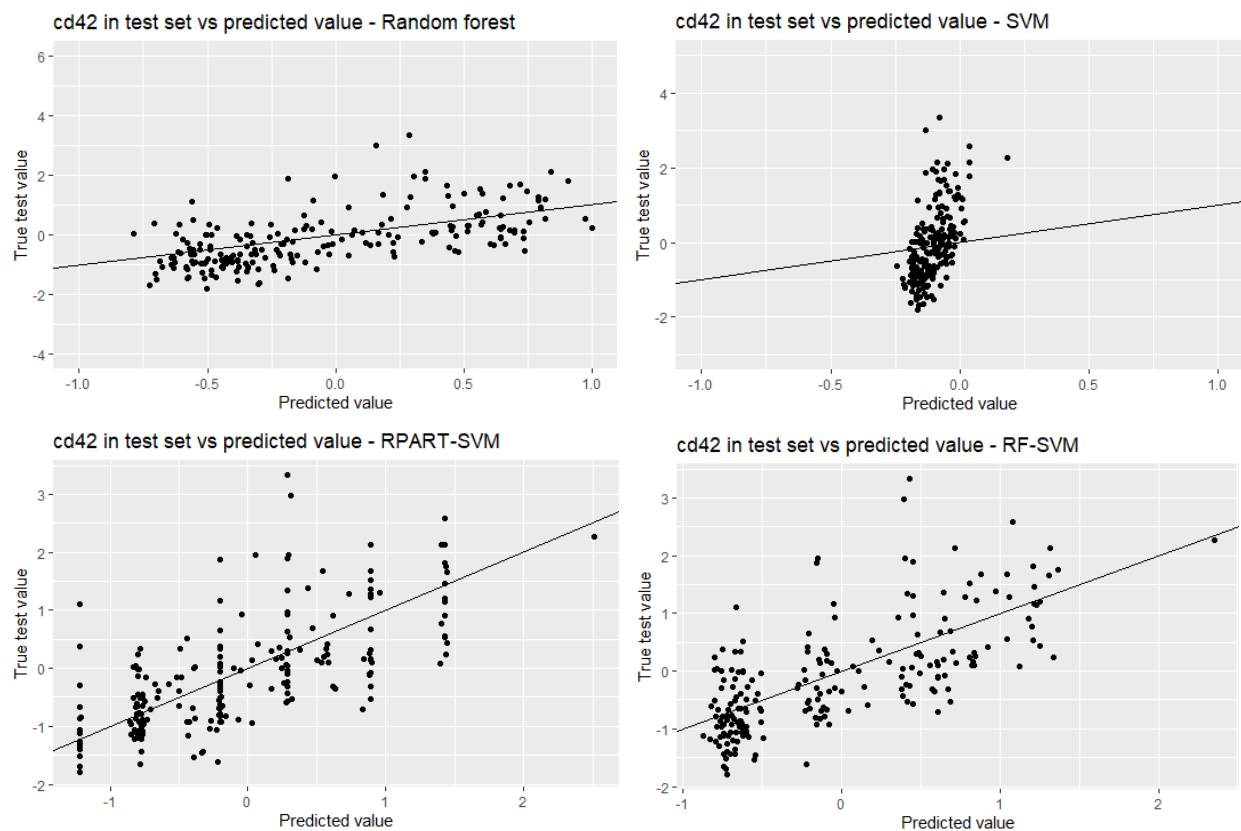 cd42 in test set vs predicted value - Random forest
True test value
6
4
2
0
-2
-4
-1.0 -0.5 0.0 0.5 1.0
Predicted value
cd42 in test set vs predicted value - SVM
True test value
4
2
0
-2
-1.0 -0.5 0.0 0.5 1.0
Predicted value
cd42 in test set vs predicted value - RPART-SVM
True test value
3
2
1
0
-1
-2
-1 0 1 2
Predicted value
cd42 in test set vs predicted value - RF-SVM
True test value
3
2
1
0
-1
-2
-1 0 1 2
Predicted value